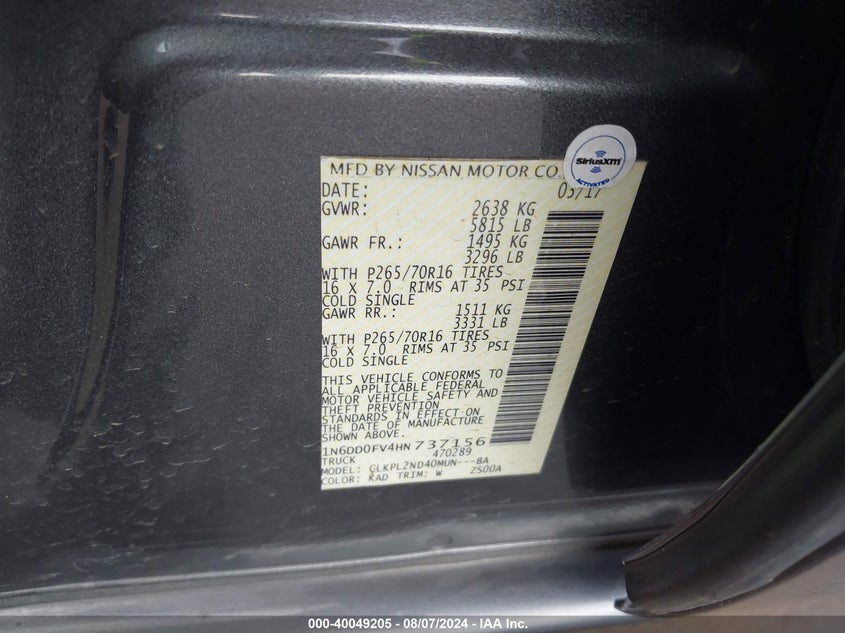 SiriusXM
ACTIVATED
MFD BY NISSAN MOTOR CO.
DATE: 03/17
GVWR: 2638 KG
5815 LB
GAWR FR.: 1495 KG
3296 LB
WITH P265/70R16 TIRES
16 X 7.0 RIMS AT 35 PSI
COLD SINGLE
GAWR RR.: 1511 KG
3331 LB
WITH P265/70R16 TIRES
16 X 7.0 RIMS AT 35 PSI
COLD SINGLE
THIS VEHICLE CONFORMS TO
ALL APPLICABLE FEDERAL
MOTOR VEHICLE SAFETY AND
THEFT PREVENTION
STANDARDS IN EFFECT ON
THE DATE OF MANUFACTURE
SHOWN ABOVE.
1N6DD0FV4HN737156
TRUCK 470289
MODEL: CLKPL2ND40MUN---BA
COLOR: KAD TRIM: W 2S00A
000-40049205 - 08/07/2024 - IAA Inc.